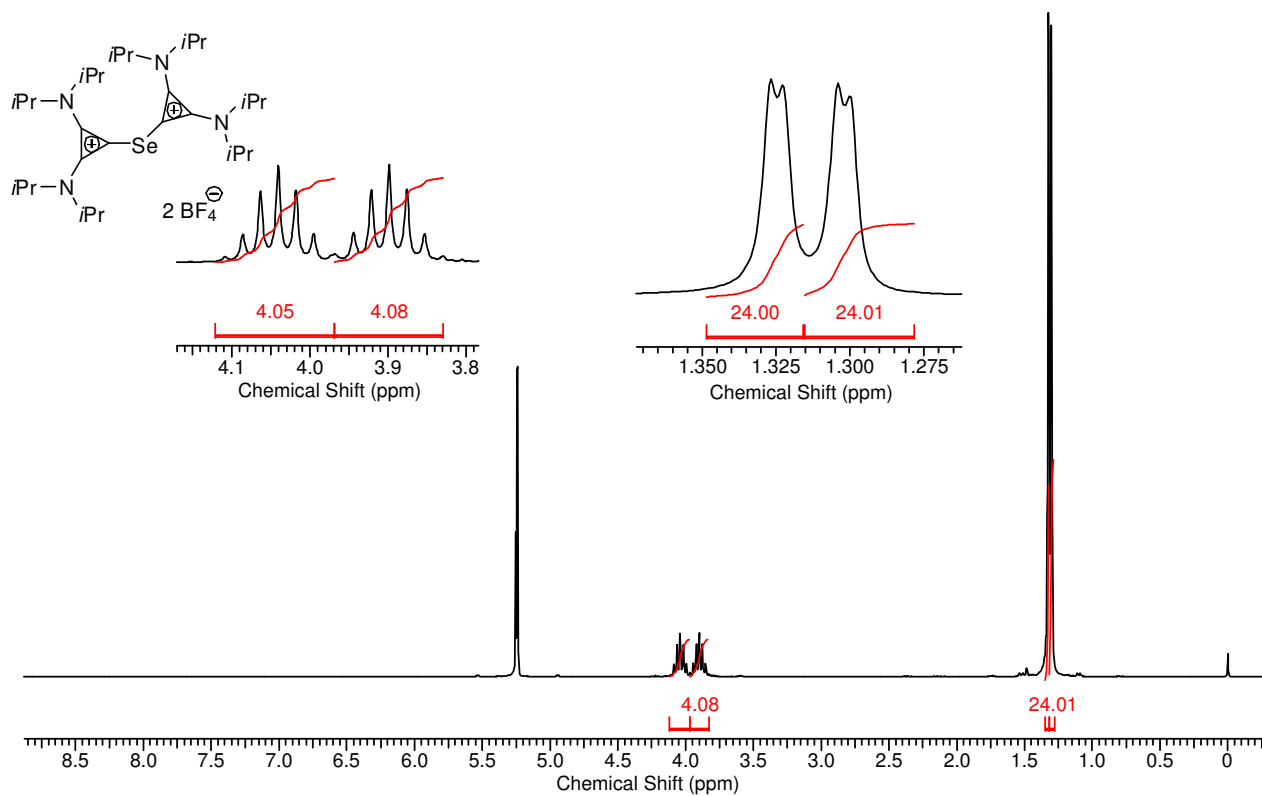 iPr
iPr
N
iPr
iPr
N
iPr
N
iPr
+
+
Se
iPr
N
iPr
2 BF4 −
4.05
4.08
4.1
4.0
3.9
3.8
Chemical Shift (ppm)
24.00
24.01
1.350
1.325
1.300
1.275
Chemical Shift (ppm)
4.08
24.01
8.5
8.0
7.5
7.0
6.5
6.0
5.5
5.0
4.5
4.0
3.5
3.0
2.5
2.0
1.5
1.0
0.5
0
Chemical Shift (ppm)